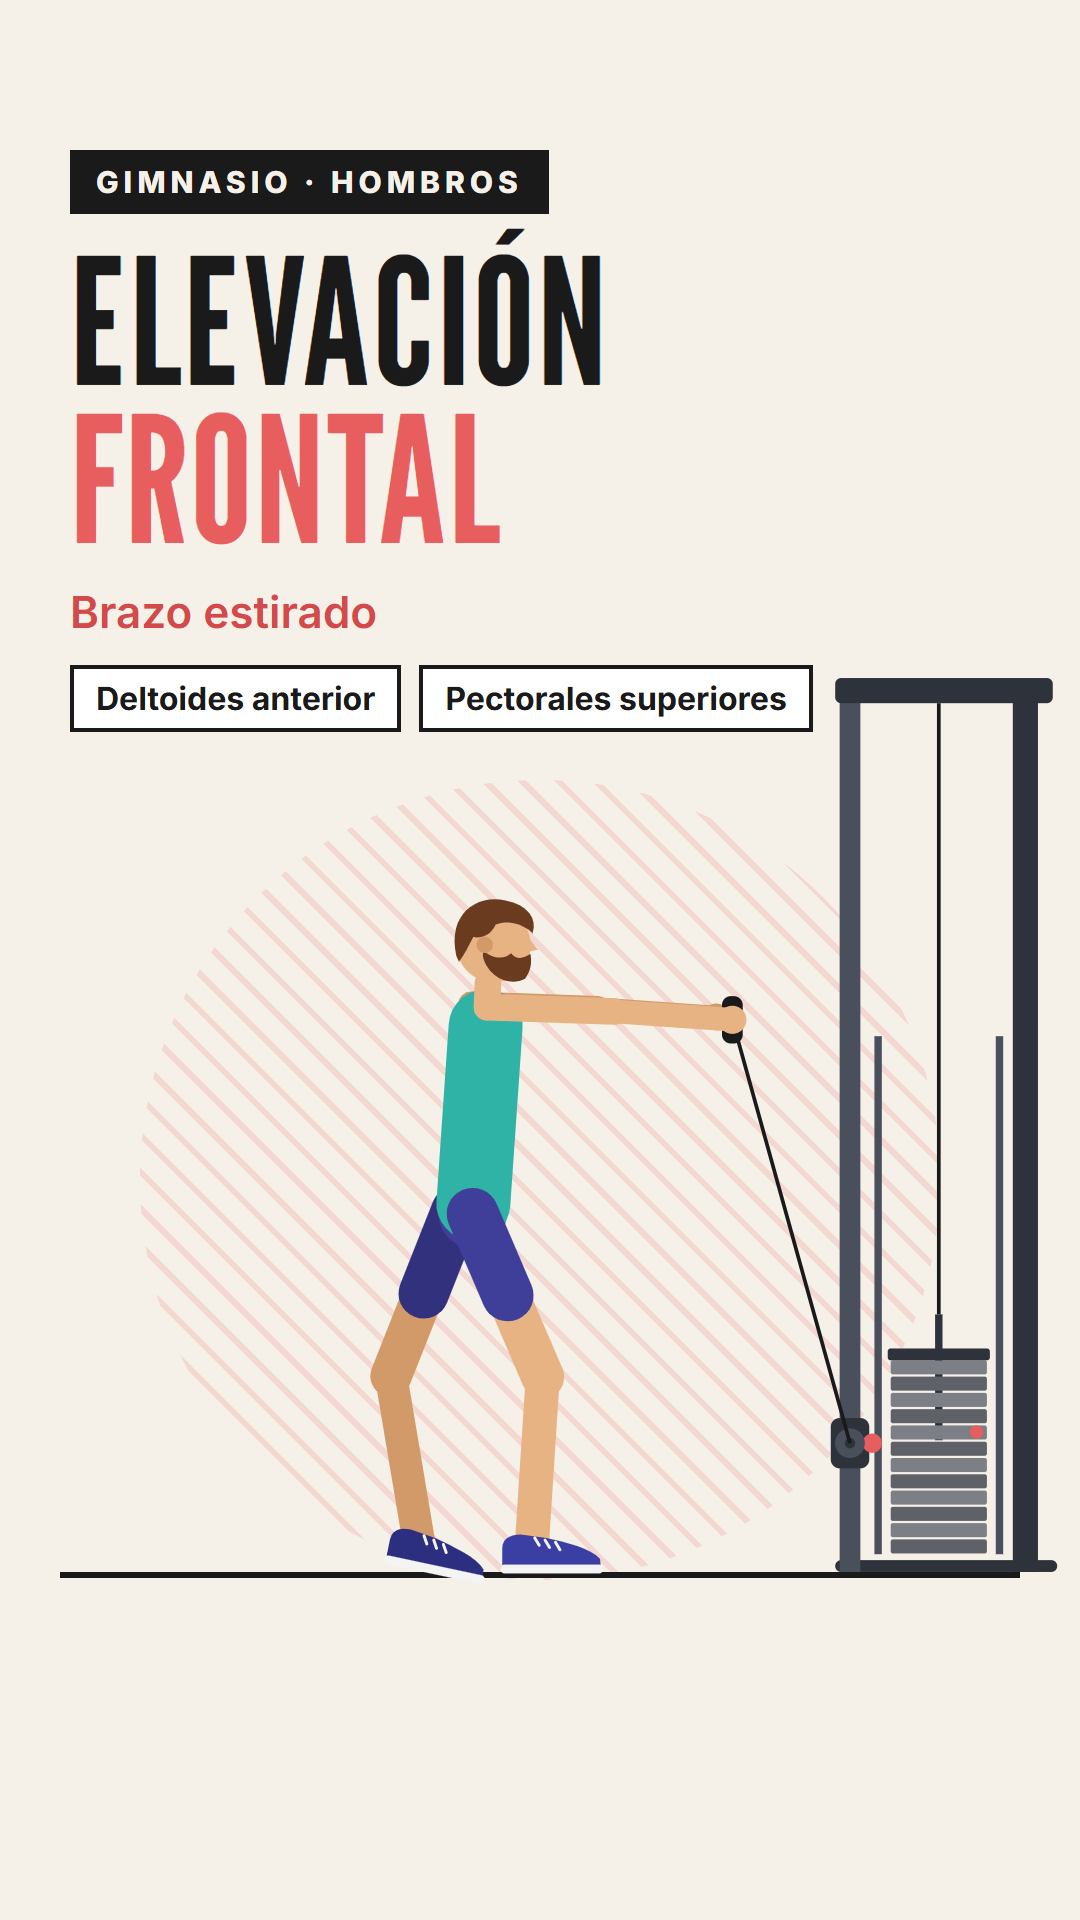 GIMNASIO · HOMBROS
ELEVACIÓN
FRONTAL
Brazo estirado
Deltoides anterior
Pectorales superiores